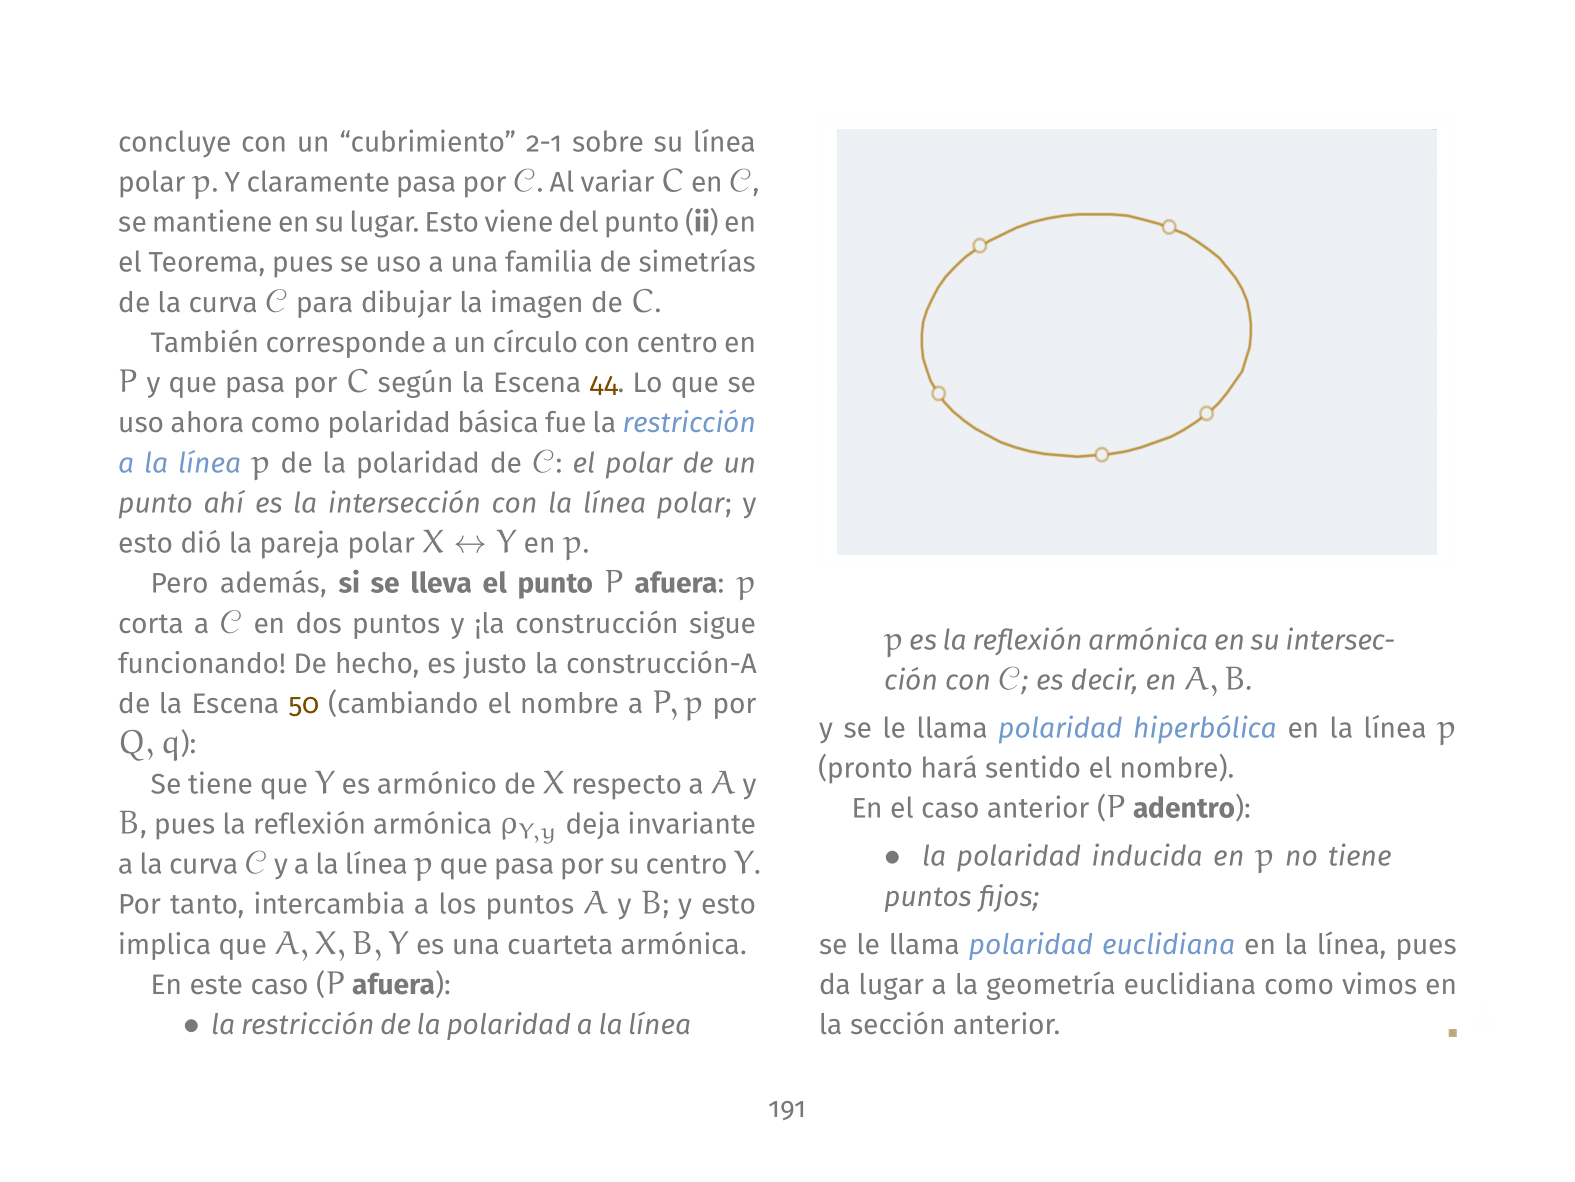 concluye con un “cubrimiento” 2-1 sobre su línea
polar p. Y claramente pasa por 𝒞. Al variar C en 𝒞,
se mantiene en su lugar. Esto viene del punto (ii) en
el Teorema, pues se uso a una familia de simetrías
de la curva 𝒞 para dibujar la imagen de C.
También corresponde a un círculo con centro en
P y que pasa por C según la Escena 44. Lo que se
uso ahora como polaridad básica fue la restricción
a la línea p de la polaridad de 𝒞: el polar de un
punto ahí es la intersección con la línea polar; y
esto dió la pareja polar X ↔ Y en p.
Pero además, si se lleva el punto P afuera: p
corta a 𝒞 en dos puntos y ¡la construcción sigue
funcionando! De hecho, es justo la construcción-A
de la Escena 50 (cambiando el nombre a P, p por
Q, q):
Se tiene que Y es armónico de X respecto a A y
B, pues la reflexión armónica ρ_{Y,y} deja invariante
a la curva 𝒞 y a la línea p que pasa por su centro Y.
Por tanto, intercambia a los puntos A y B; y esto
implica que A, X, B, Y es una cuarteta armónica.
En este caso (P afuera):
• la restricción de la polaridad a la línea
p es la reflexión armónica en su intersec-
ción con 𝒞; es decir, en A, B.
y se le llama polaridad hiperbólica en la línea p
(pronto hará sentido el nombre).
En el caso anterior (P adentro):
• la polaridad inducida en p no tiene
puntos fijos;
se le llama polaridad euclidiana en la línea, pues
da lugar a la geometría euclidiana como vimos en
la sección anterior.
191